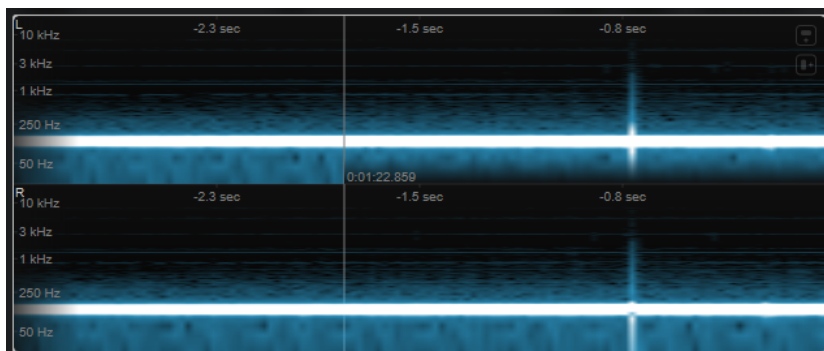 L
-2.3 sec -1.5 sec -0.8 sec
10 kHz
3 kHz
1 kHz
250 Hz
50 Hz
0:01:22.859
R
-2.3 sec -1.5 sec -0.8 sec
10 kHz
3 kHz
1 kHz
250 Hz
50 Hz